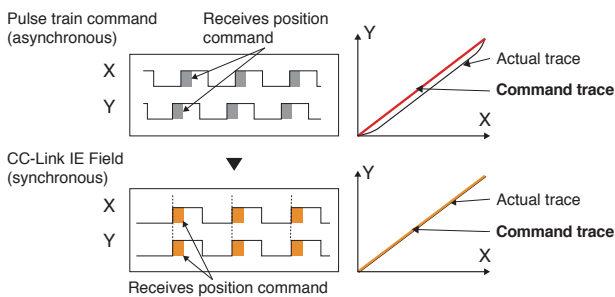 Pulse train command
(asynchronous)
Receives position
command
X
Y
Y
Actual trace
Command trace
X
CC-Link IE Field
(synchronous)
X
Y
Receives position command
Y
Actual trace
Command trace
X